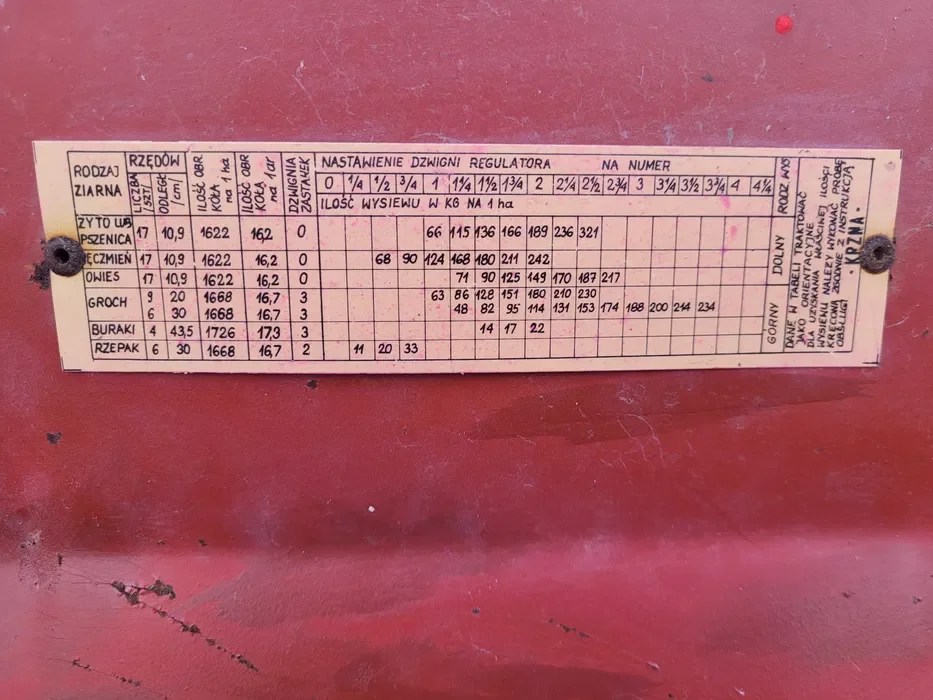 RODZAJ ZIARNA
RZĘDÓW
LICZBA /SZT/
ODLEGŁ /cm/
ILOŚĆ OBR KOŁA na 1 ha
ILOŚĆ OBR KOŁA na 1 ar
DZWIGNIA ZASTAWEK
NASTAWIENIE DZWIGNI REGULATORA NA NUMER
0 1/4 1/2 3/4 1 1 1/4 1 1/2 1 3/4 2 2 1/4 2 1/2 2 3/4 3 3 1/4 3 1/2 3 3/4 4 4 1/4
ILOŚĆ WYSIEWU W KG NA 1 ha
RODZ WYS
ŻYTO LUB PSZENICA 17 10,9 1622 16,2 0 66 115 136 166 189 236 321
JĘCZMIEŃ 17 10,9 1622 16,2 0 68 90 124 168 180 211 242
OWIES 17 10,9 1622 16,2 0 71 90 125 149 170 187 217
GROCH 9 20 1668 16,7 3 63 86 128 151 180 210 230
6 30 1668 16,7 3 48 82 95 114 131 153 174 188 200 214 234
BURAKI 4 43,5 1726 17,3 3 14 17 22
RZEPAK 6 30 1668 16,7 2 11 20 33
DOLNY
GÓRNY
DANE W TABELI TRAKTOWAĆ
JAKO ORIENTACYJNE
DLA UZYSKANIA WŁAŚCIWEJ ILOŚCI
WYSIEWU NALEŻY WYKONAĆ PRÓBĘ
KRĘCONĄ ZGODNIE Z INSTRUKCJĄ
OBSŁUGI
KRZNA